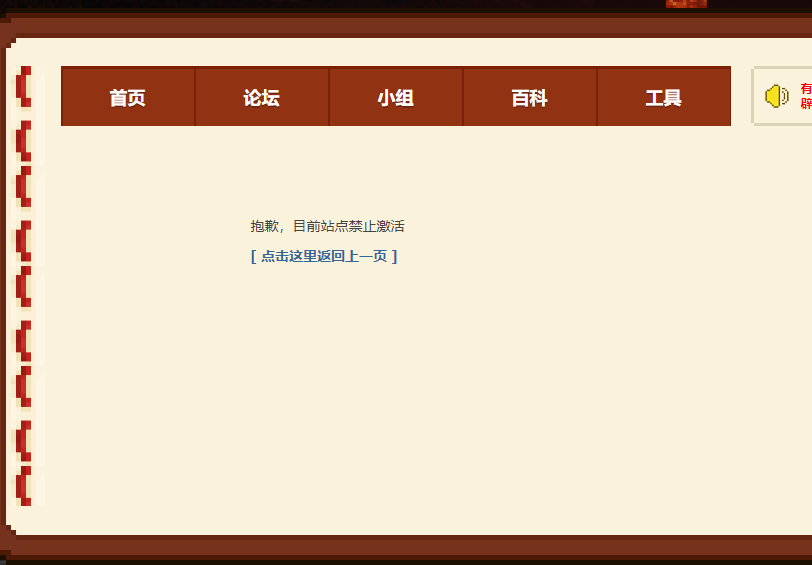 首页 论坛 小组 百科 工具
有
辟
抱歉，目前站点禁止激活
[ 点击这里返回上一页 ]